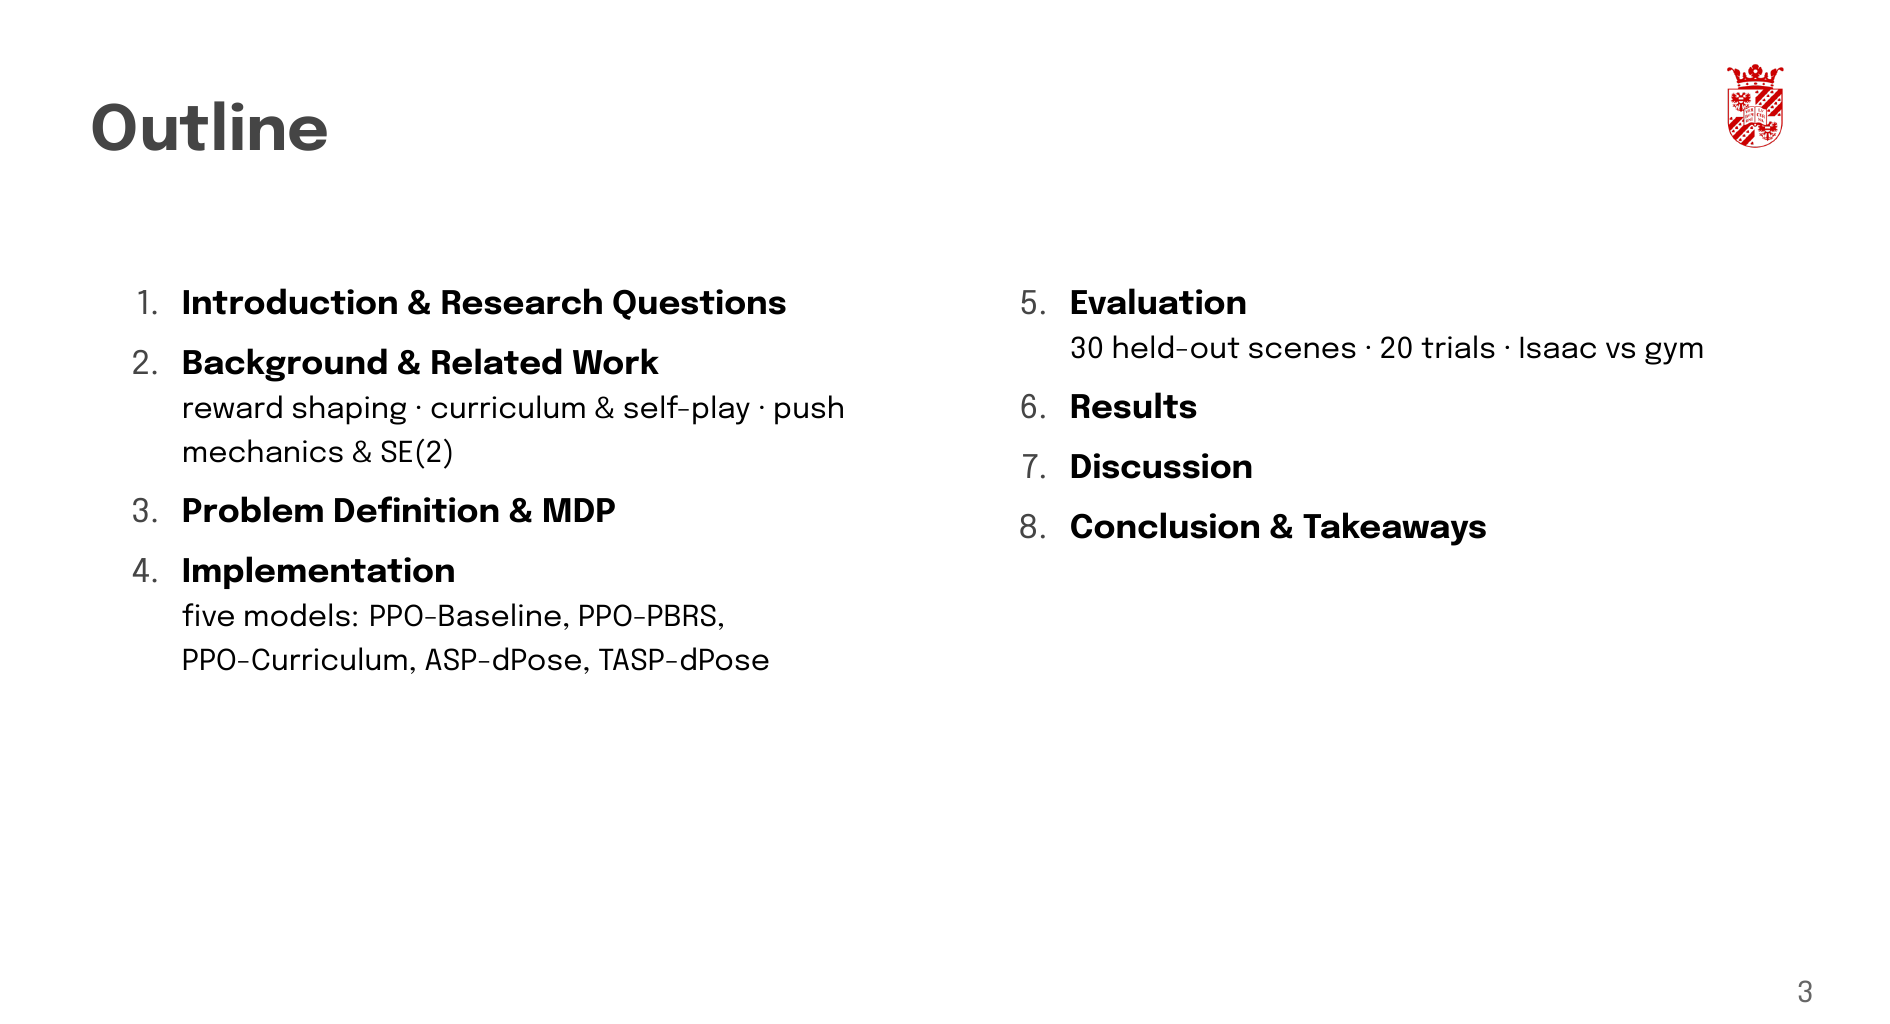 Outline
1. Introduction & Research Questions
2. Background & Related Work
reward shaping · curriculum & self-play · push
mechanics & SE(2)
3. Problem Definition & MDP
4. Implementation
five models: PPO-Baseline, PPO-PBRS,
PPO-Curriculum, ASP-dPose, TASP-dPose
5. Evaluation
30 held-out scenes · 20 trials · Isaac vs gym
6. Results
7. Discussion
8. Conclusion & Takeaways
3